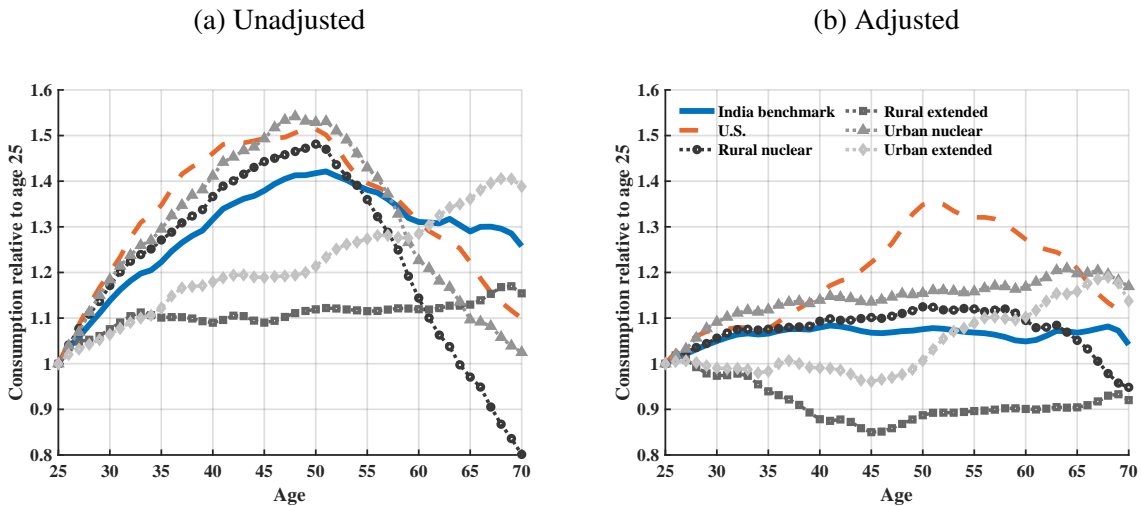 (a) Unadjusted
1.6
1.5
1.4
1.3
1.2
1.1
1
0.9
0.8
25 30 35 40 45 50 55 60 65 70
Age
Consumption relative to age 25
(b) Adjusted
India benchmark
U.S.
Rural nuclear
Rural extended
Urban nuclear
Urban extended
1.6
1.5
1.4
1.3
1.2
1.1
1
0.9
0.8
25 30 35 40 45 50 55 60 65 70
Age
Consumption relative to age 25